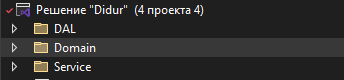 Решение "Didur" (4 проекта 4)
DAL
Domain
Service